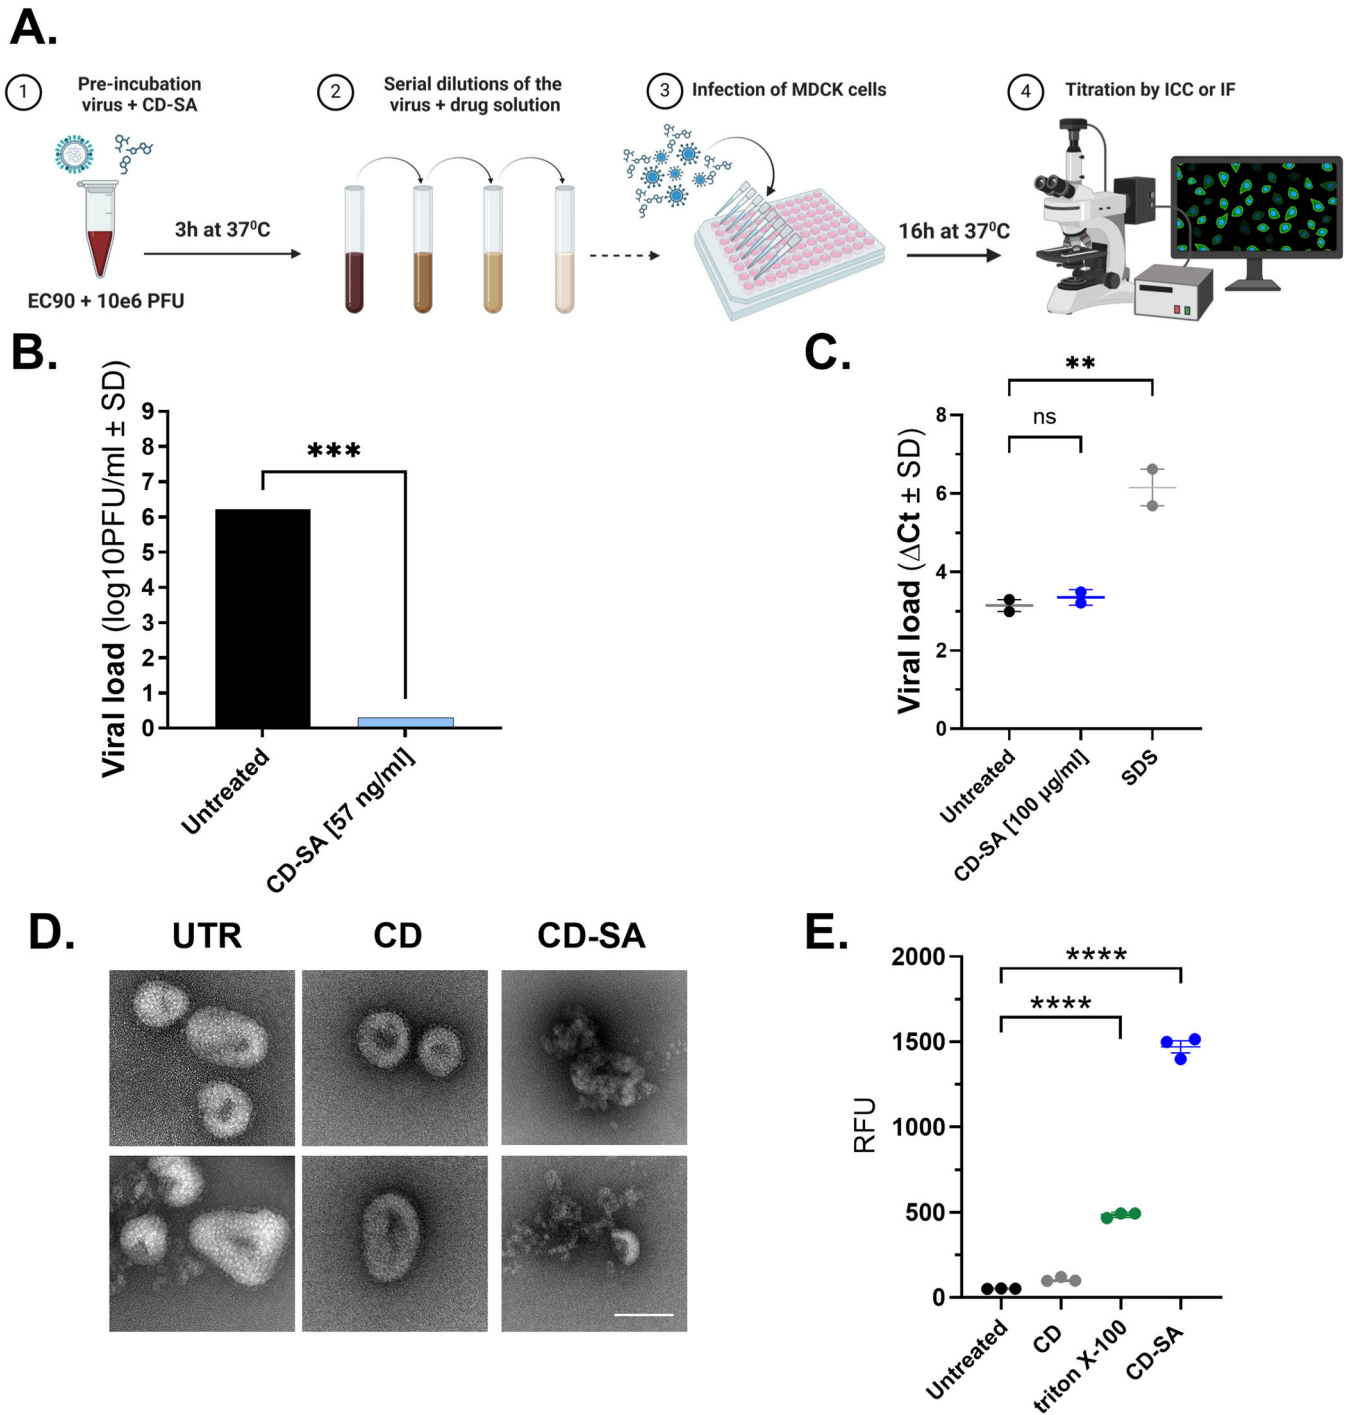 A.
1
Pre-incubation
virus + CD-SA
EC90 + 10e6 PFU
3h at 37⁰C
2
Serial dilutions of the
virus + drug solution
3
Infection of MDCK cells
16h at 37⁰C
4
Titration by ICC or IF
B.
Viral load (log10PFU/ml ± SD)
9
8
7
6
5
4
3
2
1
0
***
Untreated
CD-SA [57 ng/ml]
C.
Viral load (ΔCt ± SD)
8
6
4
2
0
**
ns
Untreated
CD-SA [100 µg/ml]
SDS
D.
UTR
CD
CD-SA
E.
RFU
2000
1500
1000
500
0
****
****
Untreated
CD
triton X-100
CD-SA